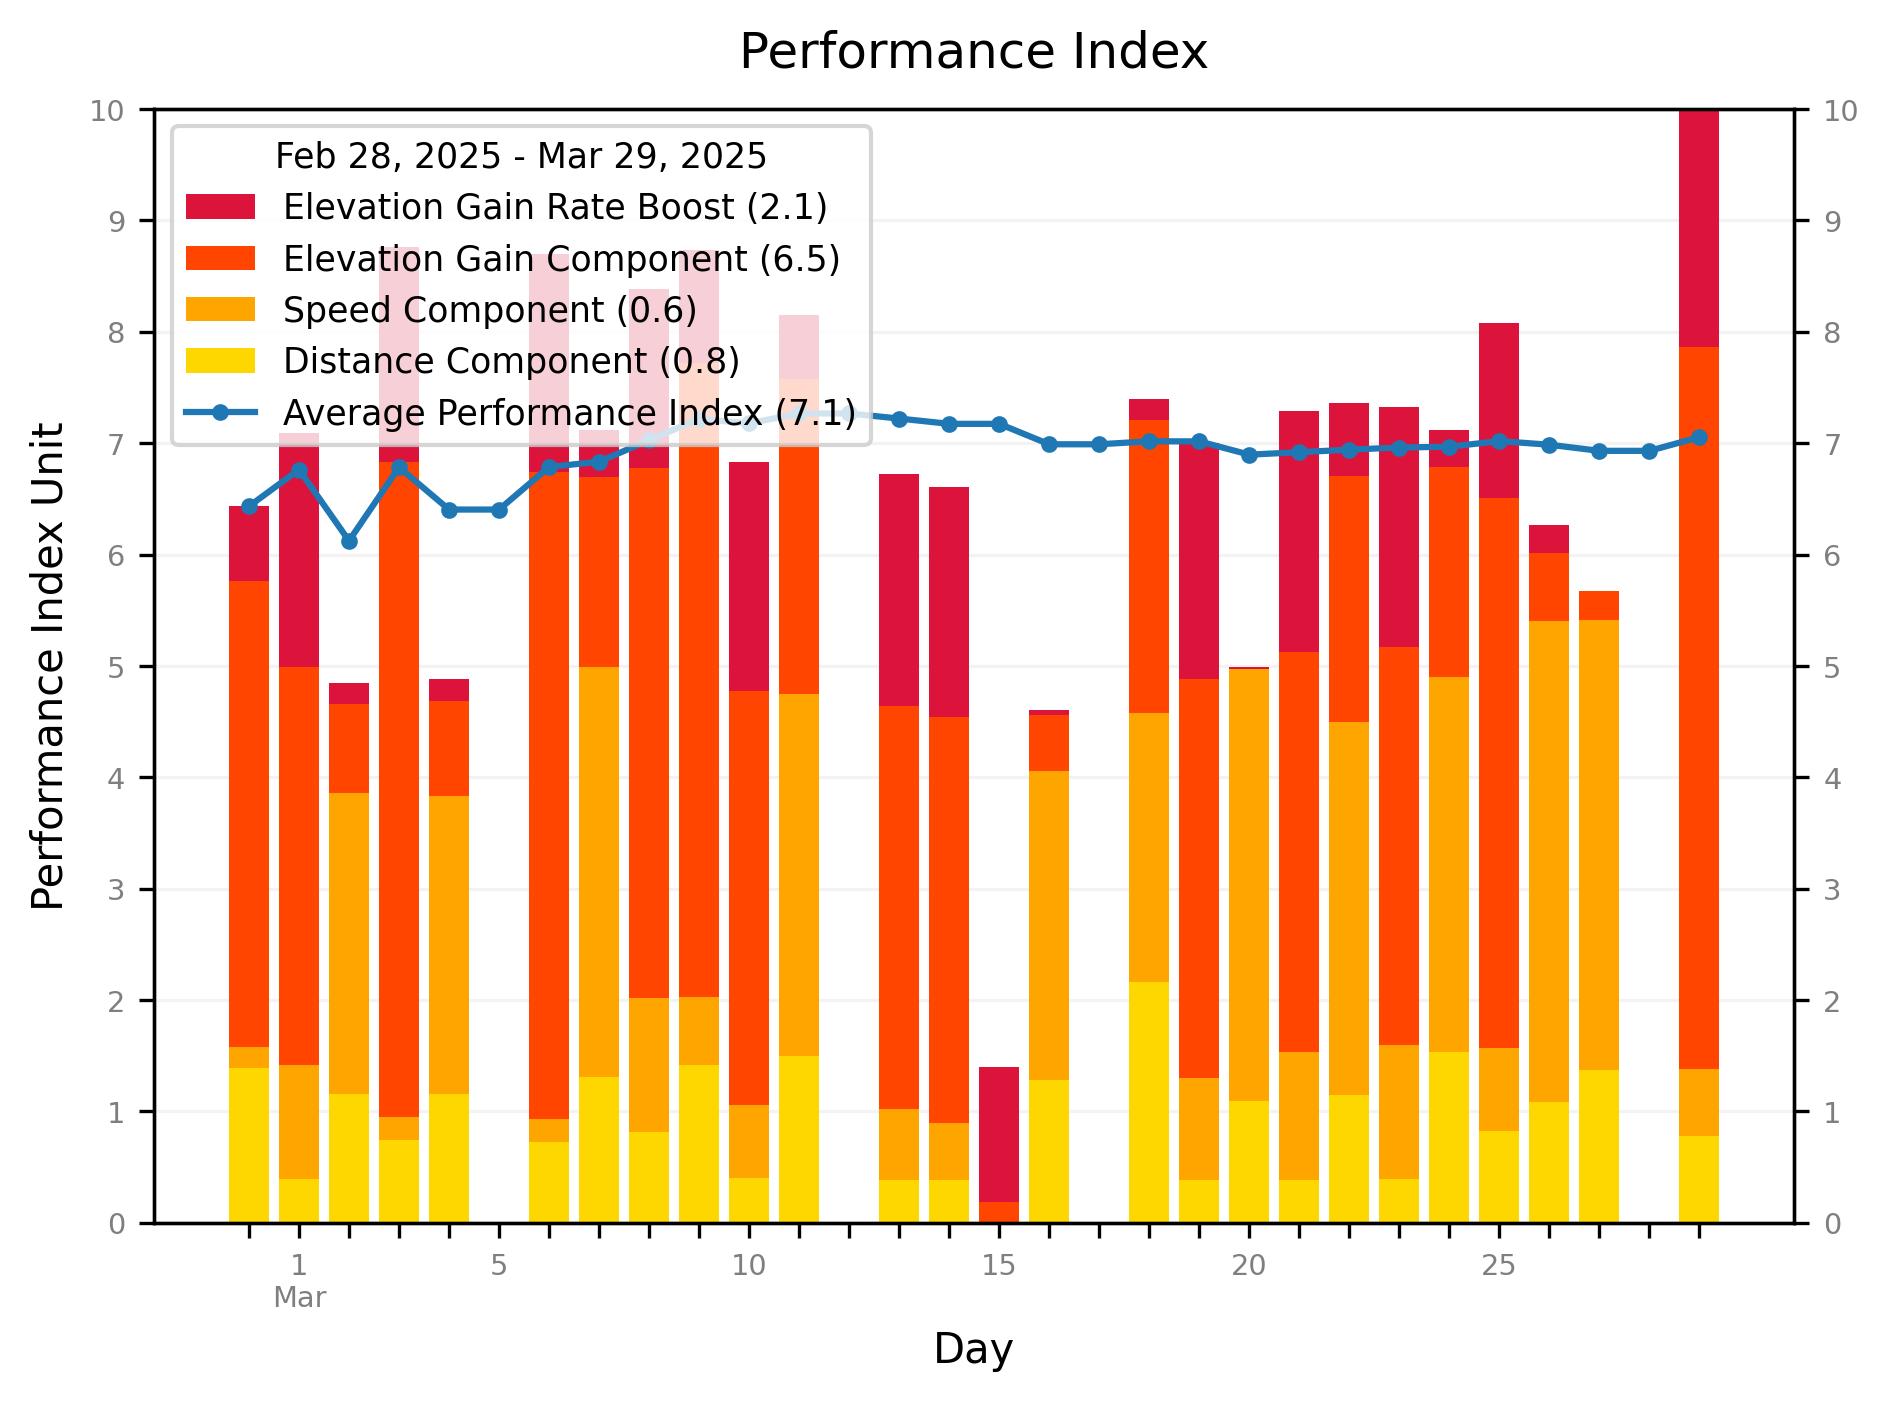 Performance Index
Feb 28, 2025 - Mar 29, 2025
Elevation Gain Rate Boost (2.1)
Elevation Gain Component (6.5)
Speed Component (0.6)
Distance Component (0.8)
Average Performance Index (7.1)
Performance Index Unit
10
9
8
7
6
5
4
3
2
1
0
10
9
8
7
6
5
4
3
2
1
0
1 5 10 15 20 25
Mar
Day